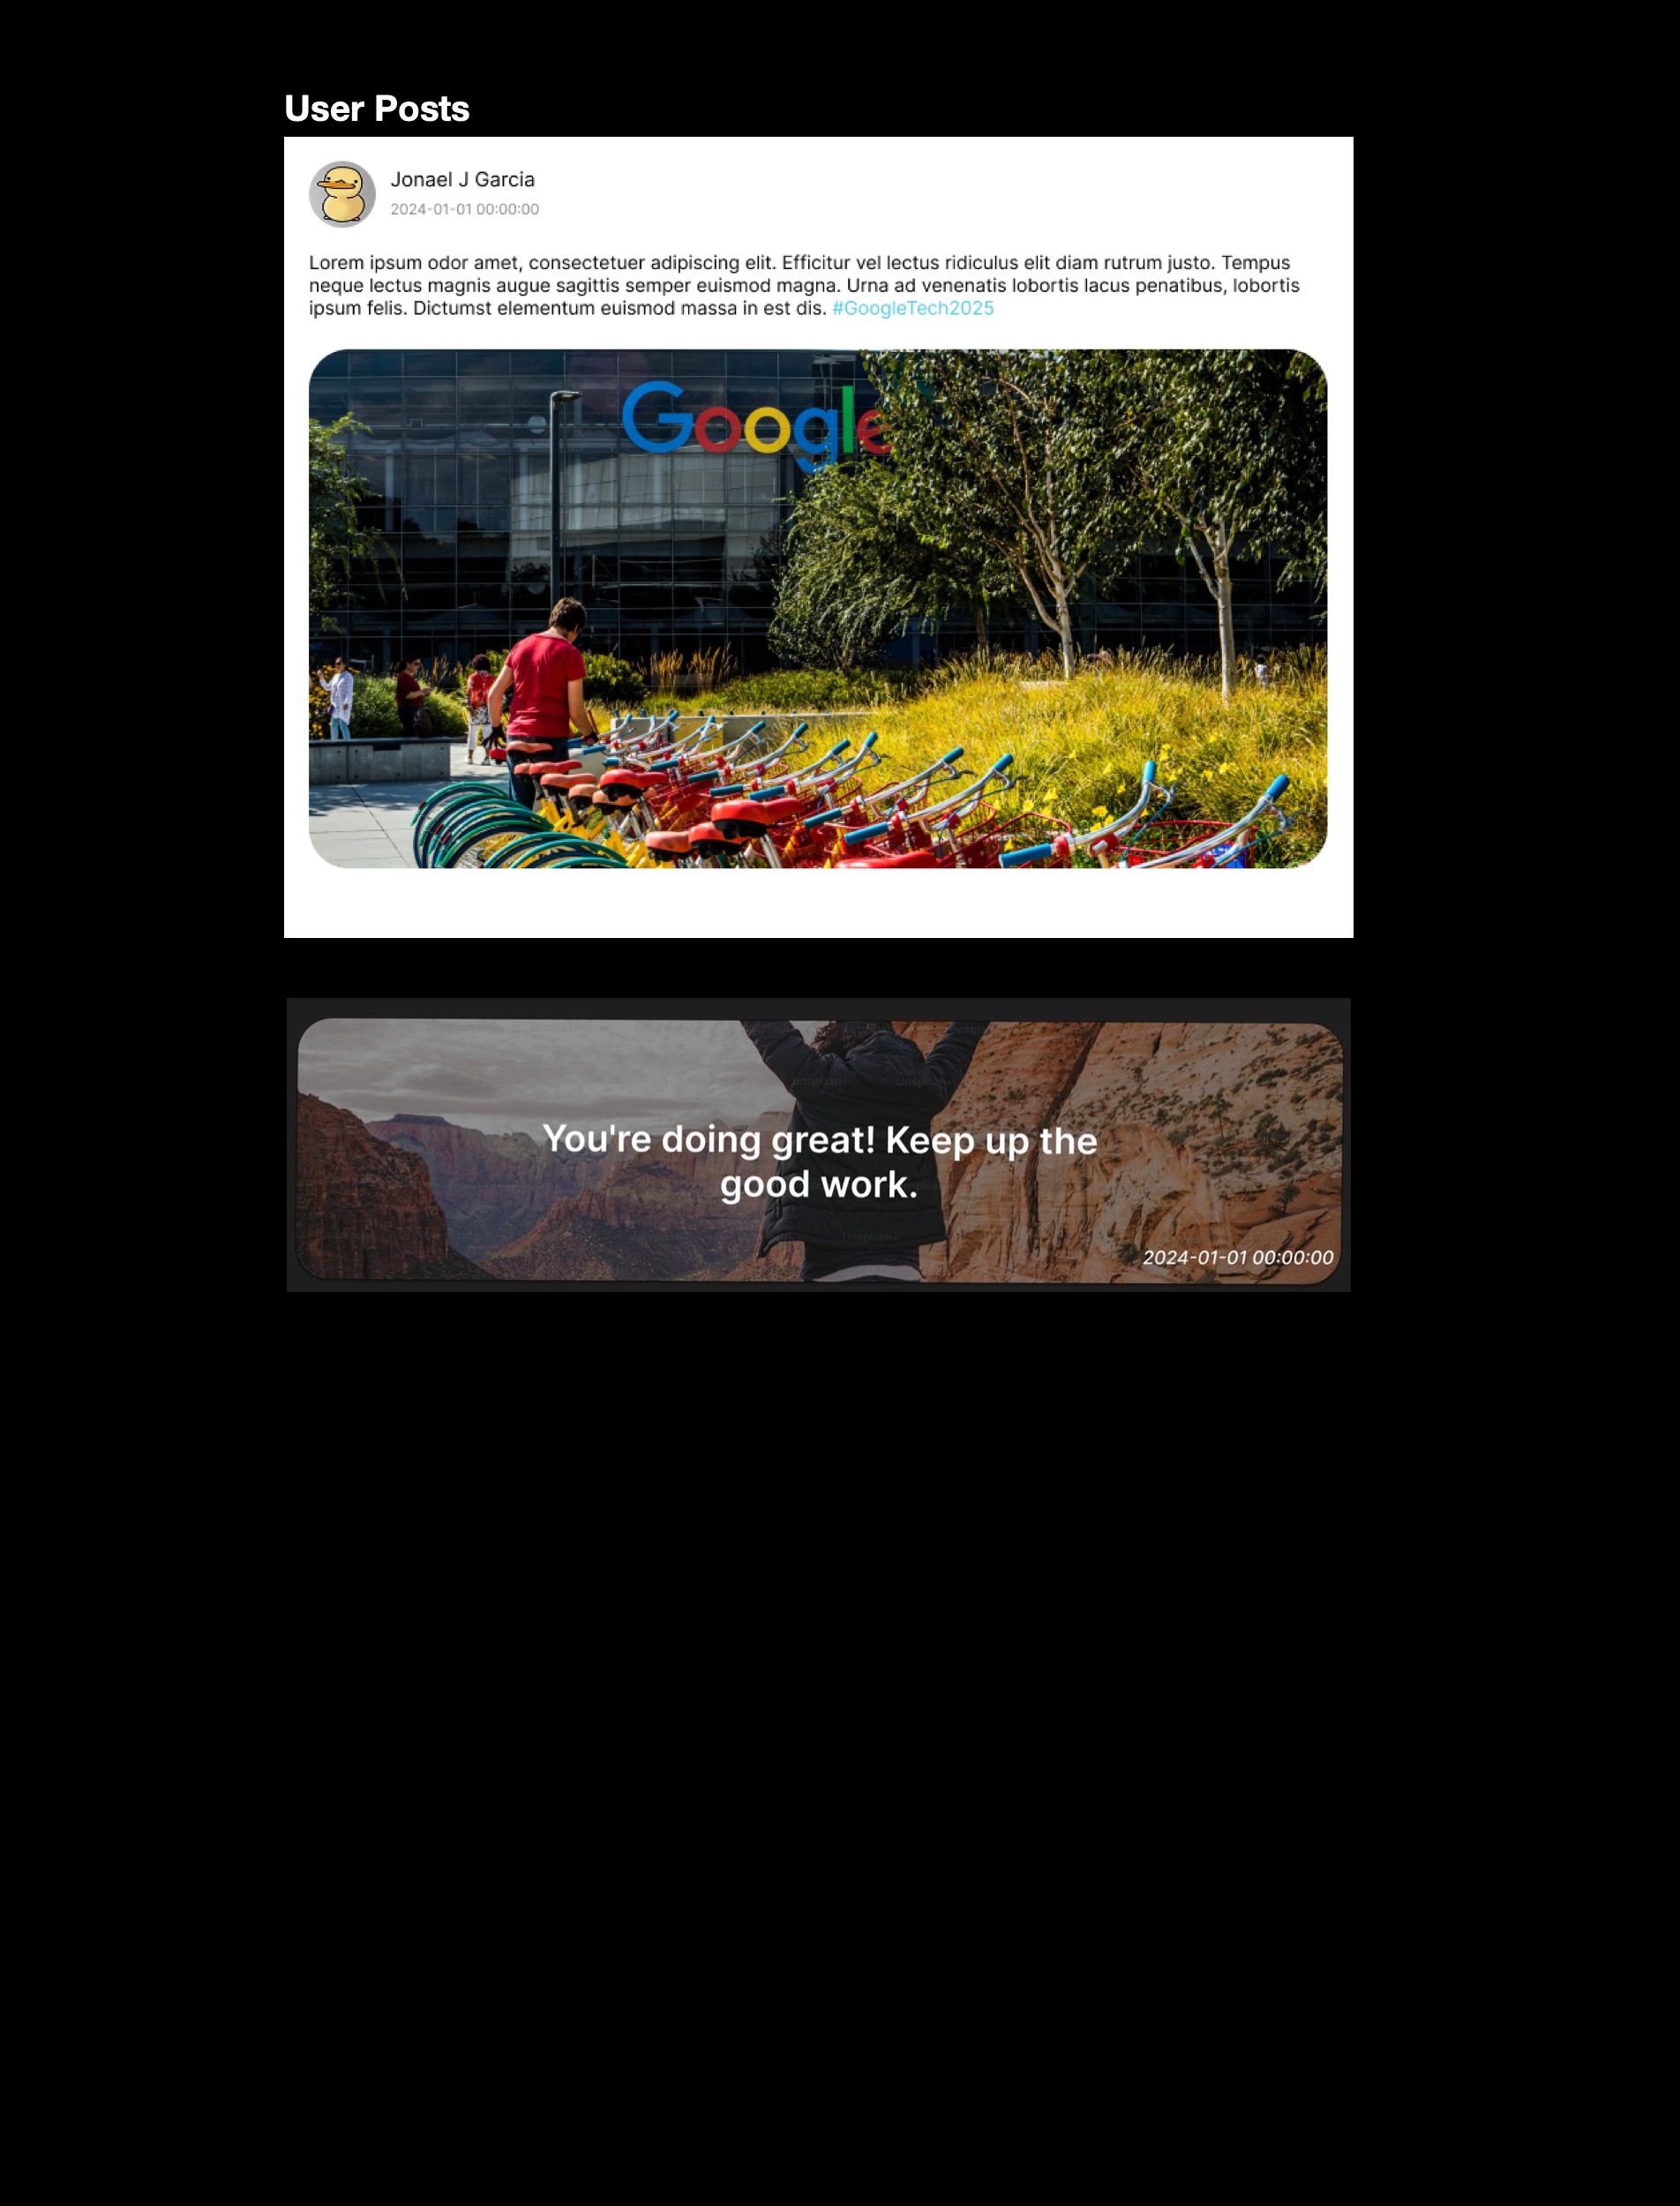 User Posts
Jonael J Garcia
2024-01-01 00:00:00
Lorem ipsum odor amet, consectetuer adipiscing elit. Efficitur vel lectus ridiculus elit diam rutrum justo. Tempus
neque lectus magnis augue sagittis semper euismod magna. Urna ad venenatis lobortis lacus penatibus, lobortis
ipsum felis. Dictumst elementum euismod massa in est dis. #GoogleTech2025
Google
You're doing great! Keep up the
good work.
2024-01-01 00:00:00